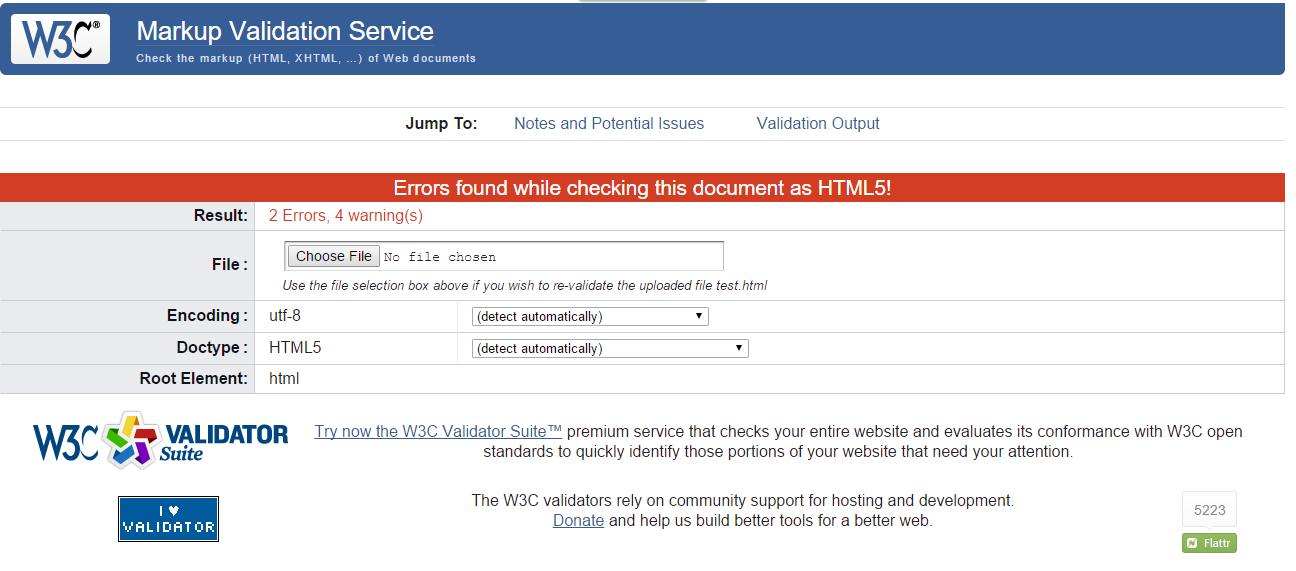 W3C®
Markup Validation Service
Check the markup (HTML, XHTML, …) of Web documents
Jump To: Notes and Potential Issues Validation Output
Errors found while checking this document as HTML5!
Result: 2 Errors, 4 warning(s)
File : Choose File No file chosen
Use the file selection box above if you wish to re-validate the uploaded file test.html
Encoding : utf-8 (detect automatically)
Doctype : HTML5 (detect automatically)
Root Element: html
W3C VALIDATOR
Suite
Try now the W3C Validator Suite™ premium service that checks your entire website and evaluates its conformance with W3C open
standards to quickly identify those portions of your website that need your attention.
I ♥
VALIDATOR
The W3C validators rely on community support for hosting and development.
Donate and help us build better tools for a better web.
5223
Flattr